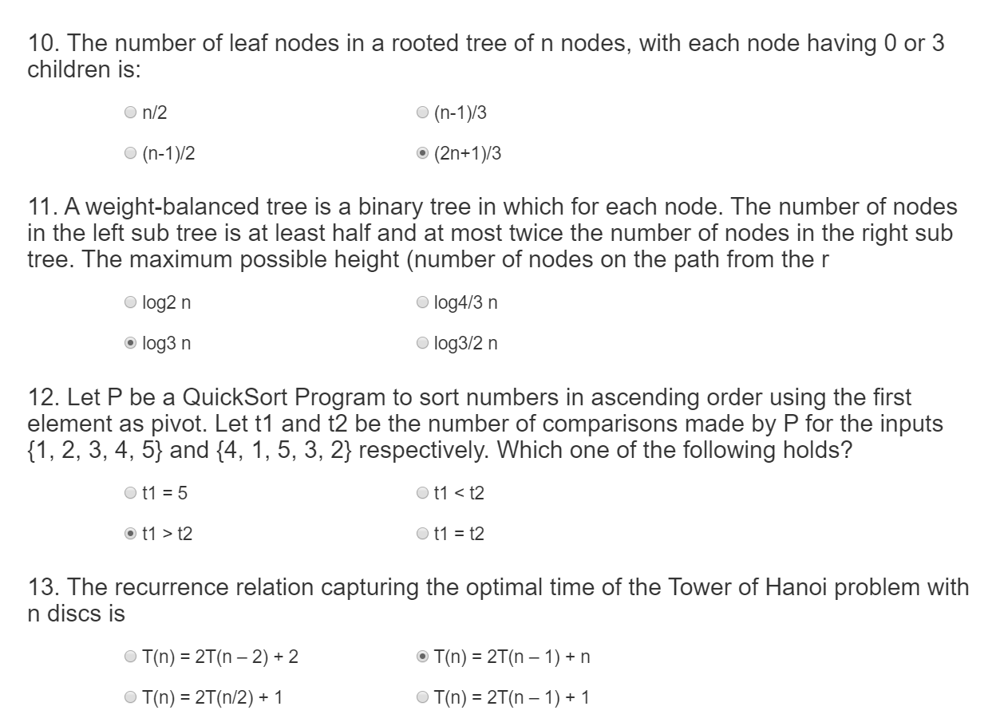 10. The number of leaf nodes in a rooted tree of n nodes, with each node having 0 or 3
children is:
n/2
(n-1)/3
(n-1)/2
(2n+1)/3
11. A weight-balanced tree is a binary tree in which for each node. The number of nodes
in the left sub tree is at least half and at most twice the number of nodes in the right sub
tree. The maximum possible height (number of nodes on the path from the r
log2 n
log4/3 n
log3 n
log3/2 n
12. Let P be a QuickSort Program to sort numbers in ascending order using the first
element as pivot. Let t1 and t2 be the number of comparisons made by P for the inputs
{1, 2, 3, 4, 5} and {4, 1, 5, 3, 2} respectively. Which one of the following holds?
t1 = 5
t1 < t2
t1 > t2
t1 = t2
13. The recurrence relation capturing the optimal time of the Tower of Hanoi problem with
n discs is
T(n) = 2T(n – 2) + 2
T(n) = 2T(n – 1) + n
T(n) = 2T(n/2) + 1
T(n) = 2T(n – 1) + 1